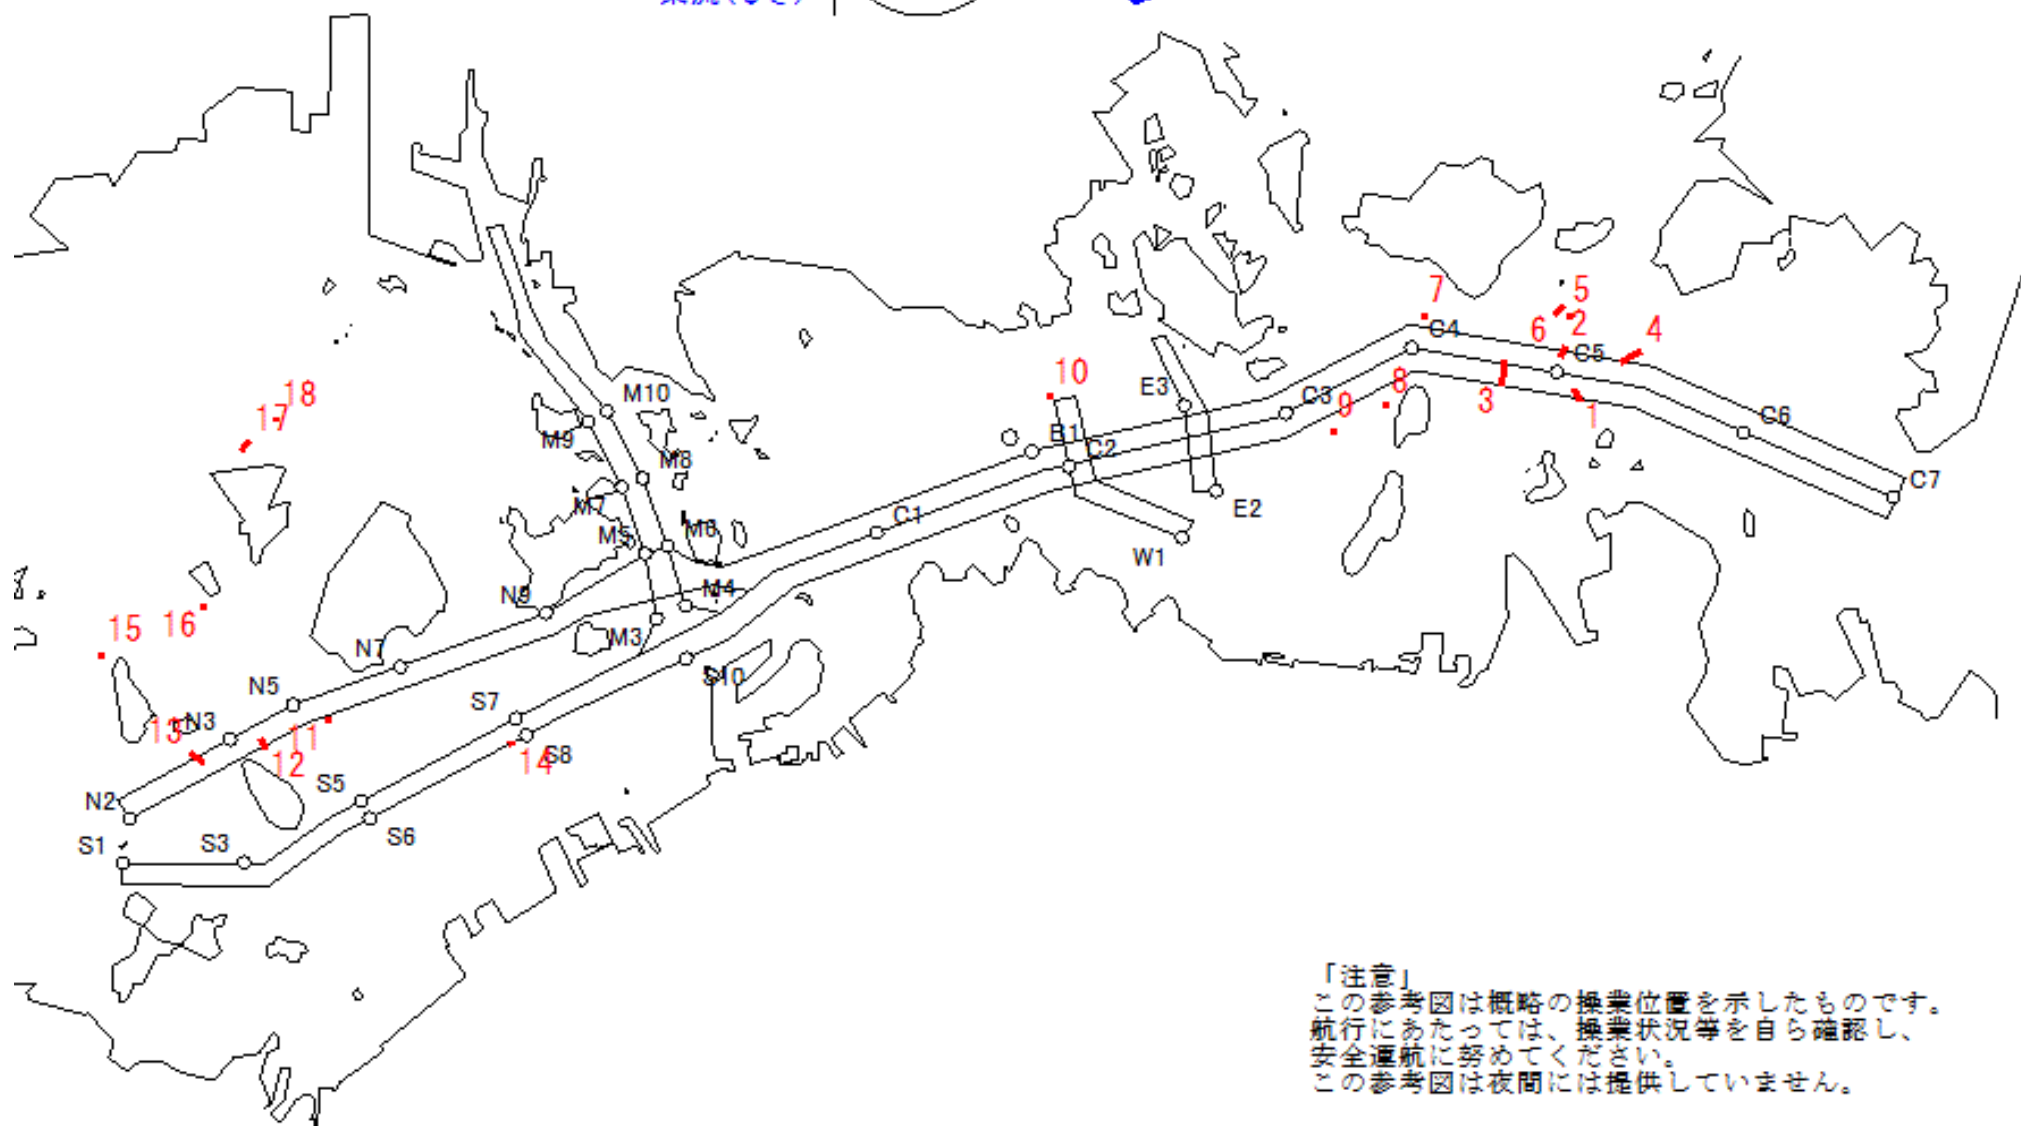 7
5
6
2
4
C4
C5
10
E3
8
3
1
18
17
M10
9
C3
C6
M9
B1
C2
M8
C7
M7
E2
M5
M6
C1
W1
N9
M4
15
16
M3
N7
S10
N5
13
N3
11
S7
12
14
S8
S5
N2
S6
S1
S3
「注意」
この参考図は概略の操業位置を示したものです。
航行にあたっては、操業状況等を自ら確認し、
安全運航に努めてください。
この参考図は夜間には提供していません。